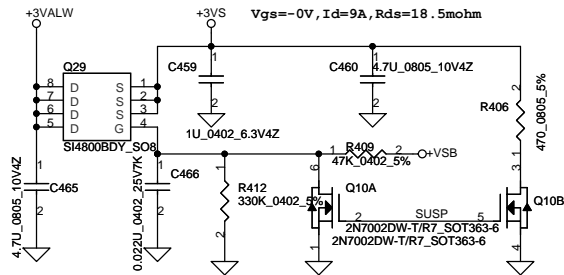 +3VALW
+3VS
Vgs=-0V,Id=9A,Rds=18.5mohm
Q29
8 D S 1
7 D S 2
6 D S 3
5 D G 4
SI4800BDY_SO8
C459
1
2
1U_0402_6.3V4Z
C460
1
2
4.7U_0805_10V4Z
2
R406
1
470_0805_5%
1
C465
2
4.7U_0805_10V4Z
1
C466
2
0.022U_0402_25V7K
1
R412
330K_0402_5%
2
1 R409 2
47K_0402_5%
+VSB
6
Q10A
2
1
SUSP
3
5
Q10B
4
2N7002DW-T/R7_SOT363-6
2N7002DW-T/R7_SOT363-6